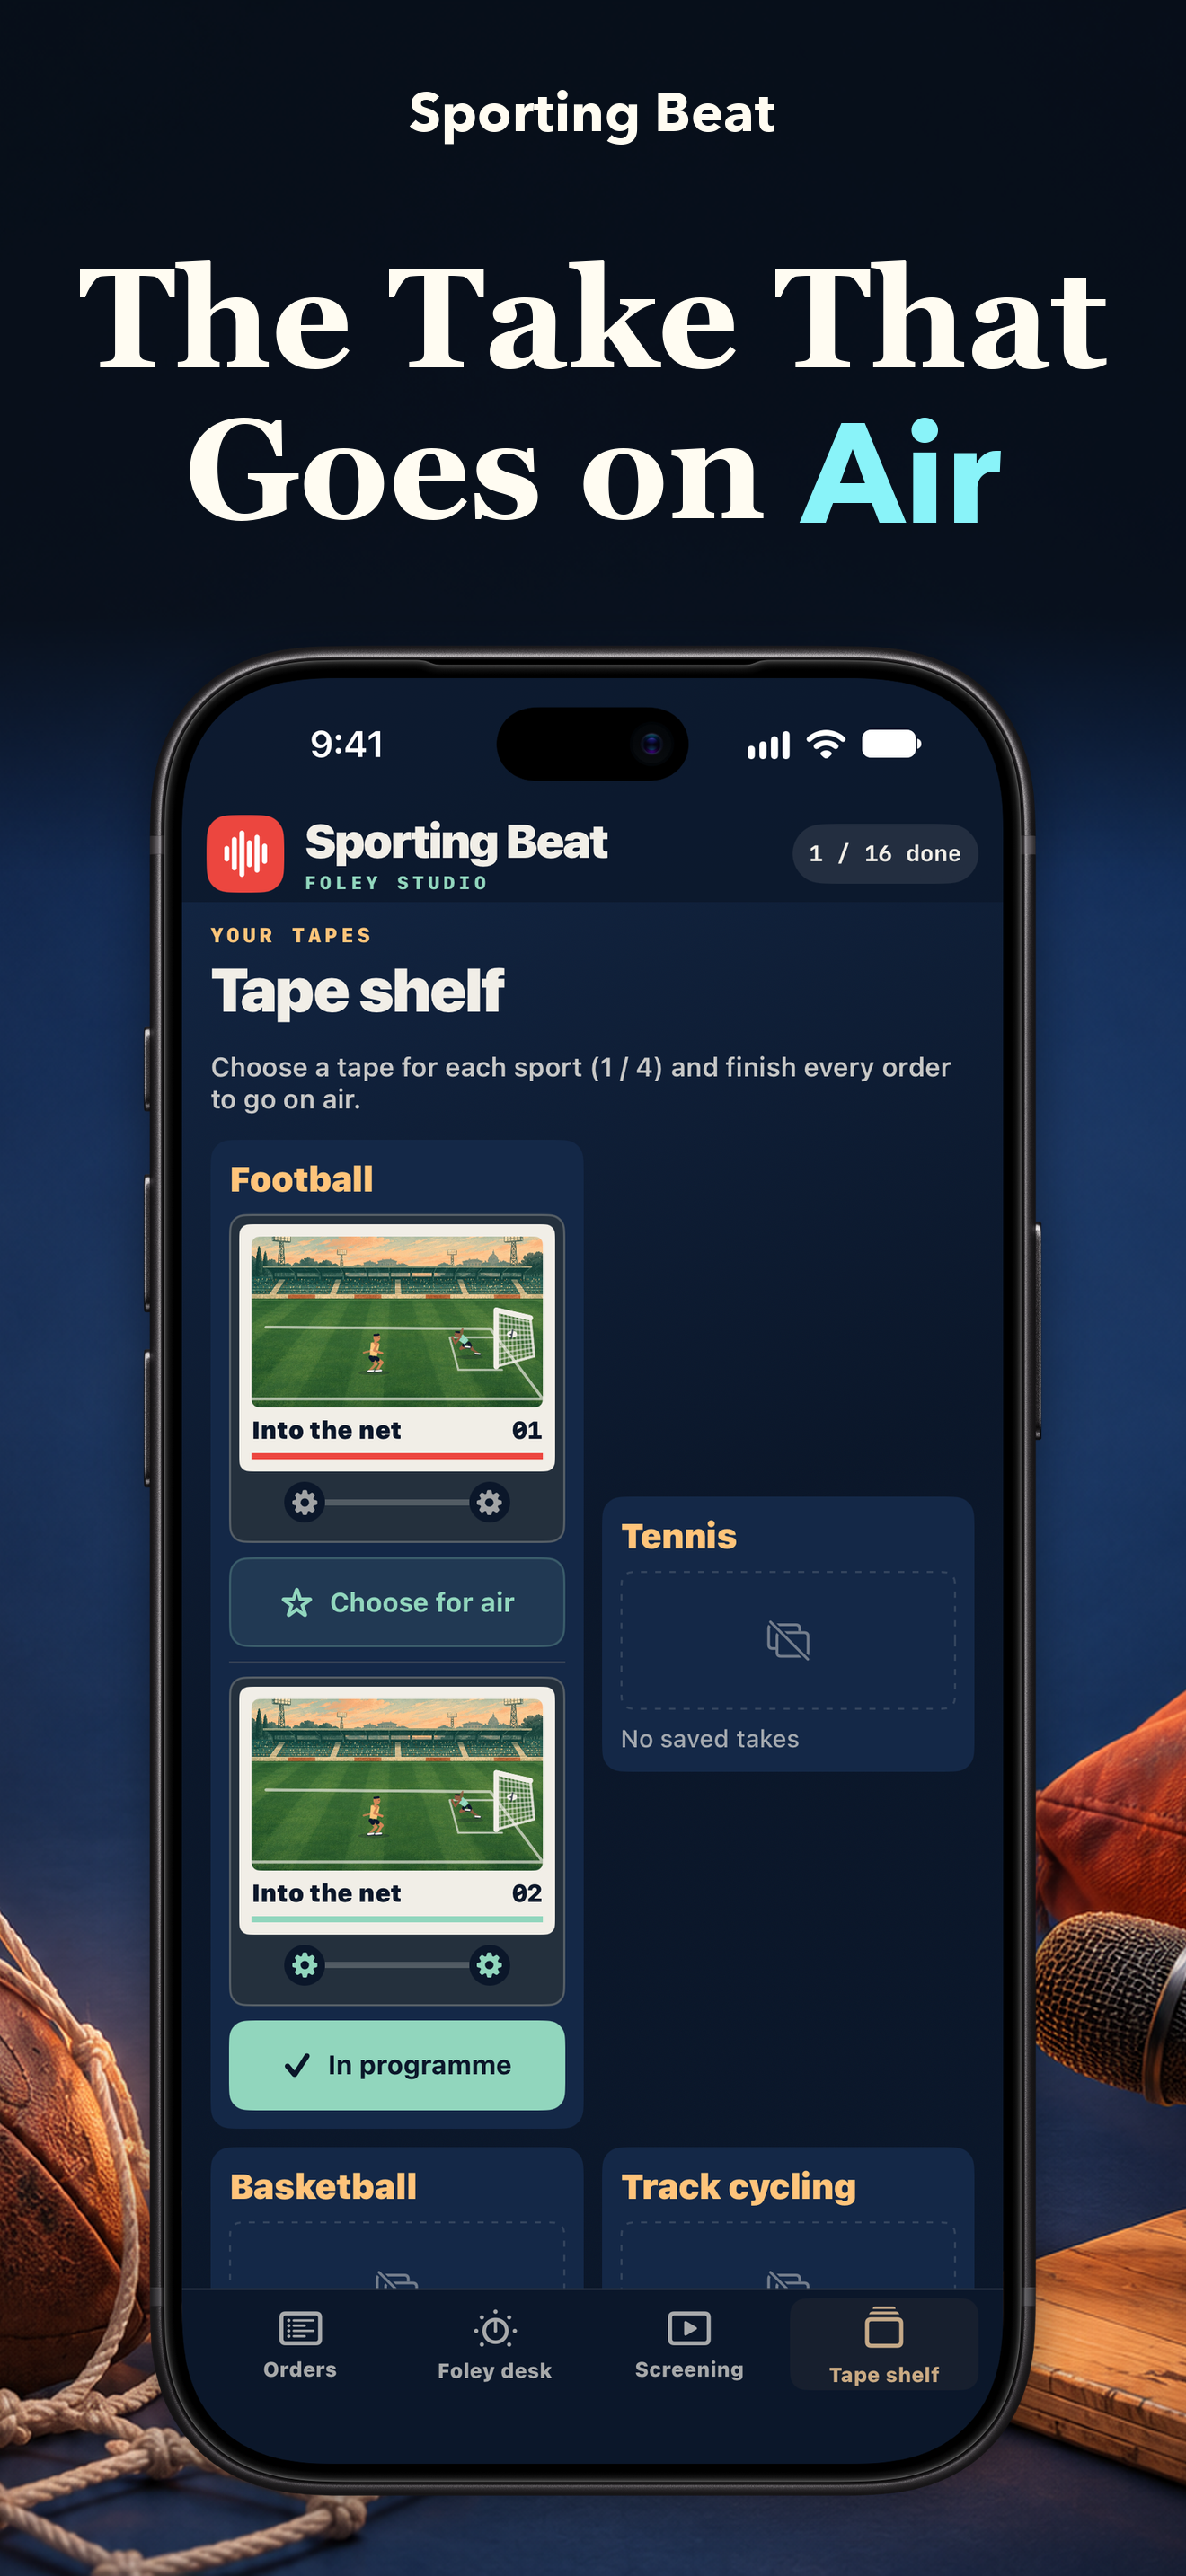 Sporting Beat
The Take That
Goes on Air
9:41
Sporting Beat
FOLEY STUDIO
1 / 16 done
YOUR TAPES
Tape shelf
Choose a tape for each sport (1 / 4) and finish every order
to go on air.
Football
Into the net 01
Choose for air
Into the net 02
In programme
Tennis
No saved takes
Basketball
Track cycling
Orders
Foley desk
Screening
Tape shelf